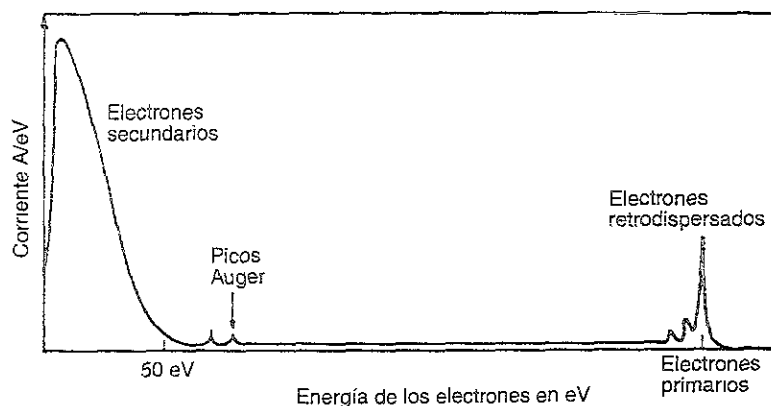 Corriente A/eV
Electrones
secundarios
Picos
Auger
Electrones
retrodispersados
50 eV
Electrones
primarios
Energía de los electrones en eV